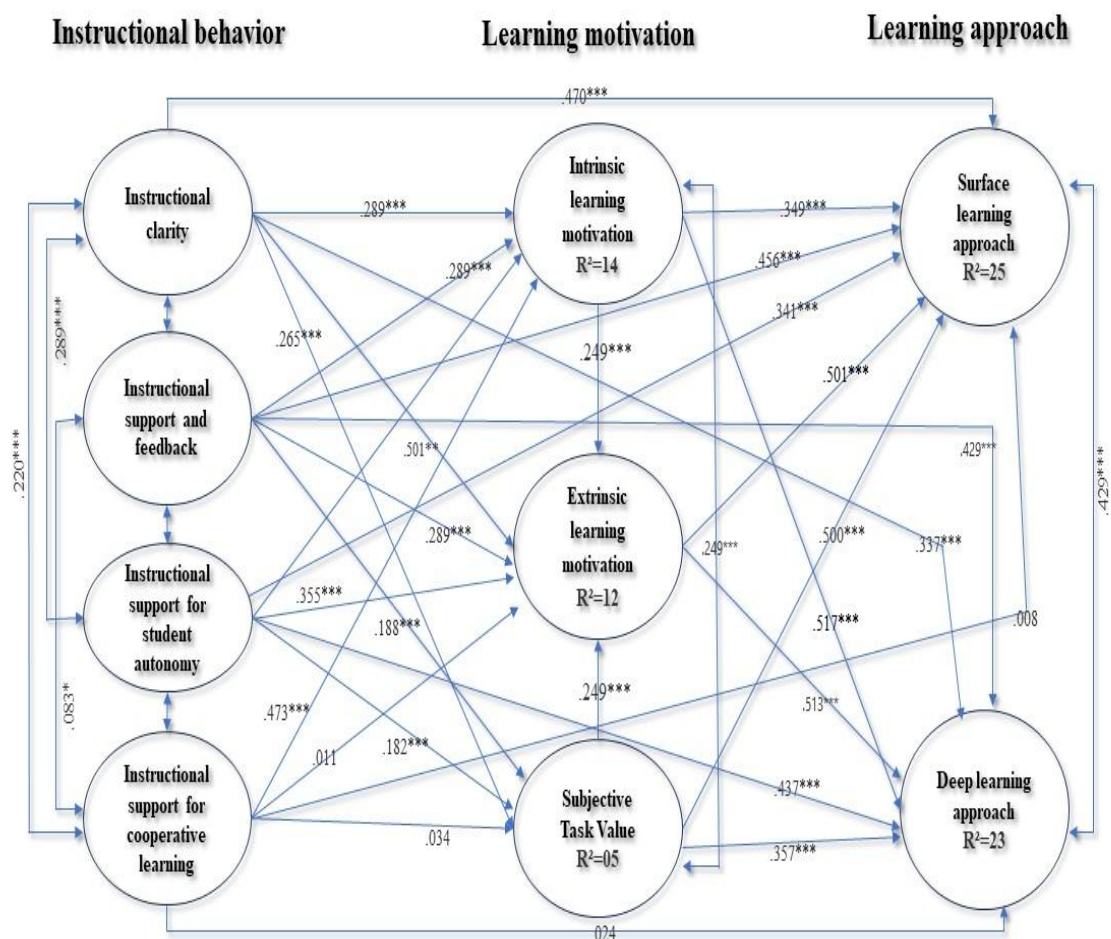 Instructional behavior
Learning motivation
Learning approach
.470***
Instructional
clarity
Intrinsic
learning
motivation
R²=14
Surface
learning
approach
R²=25
.289***
.349***
.289***
.456***
.341***
.289***
.265***
.249***
.501***
Instructional
support and
feedback
.501**
.429***
.220***
.289***
Extrinsic
learning
motivation
R²=12
.249***
.500***
.337***
.429***
Instructional
support for
student
autonomy
.355***
.188***
.517***
.008
.083*
.473***
.249***
.513***
.011
.182***
.437***
Instructional
support for
cooperative
learning
.034
Subjective
Task Value
R²=05
.357***
Deep learning
approach
R²=23
.024